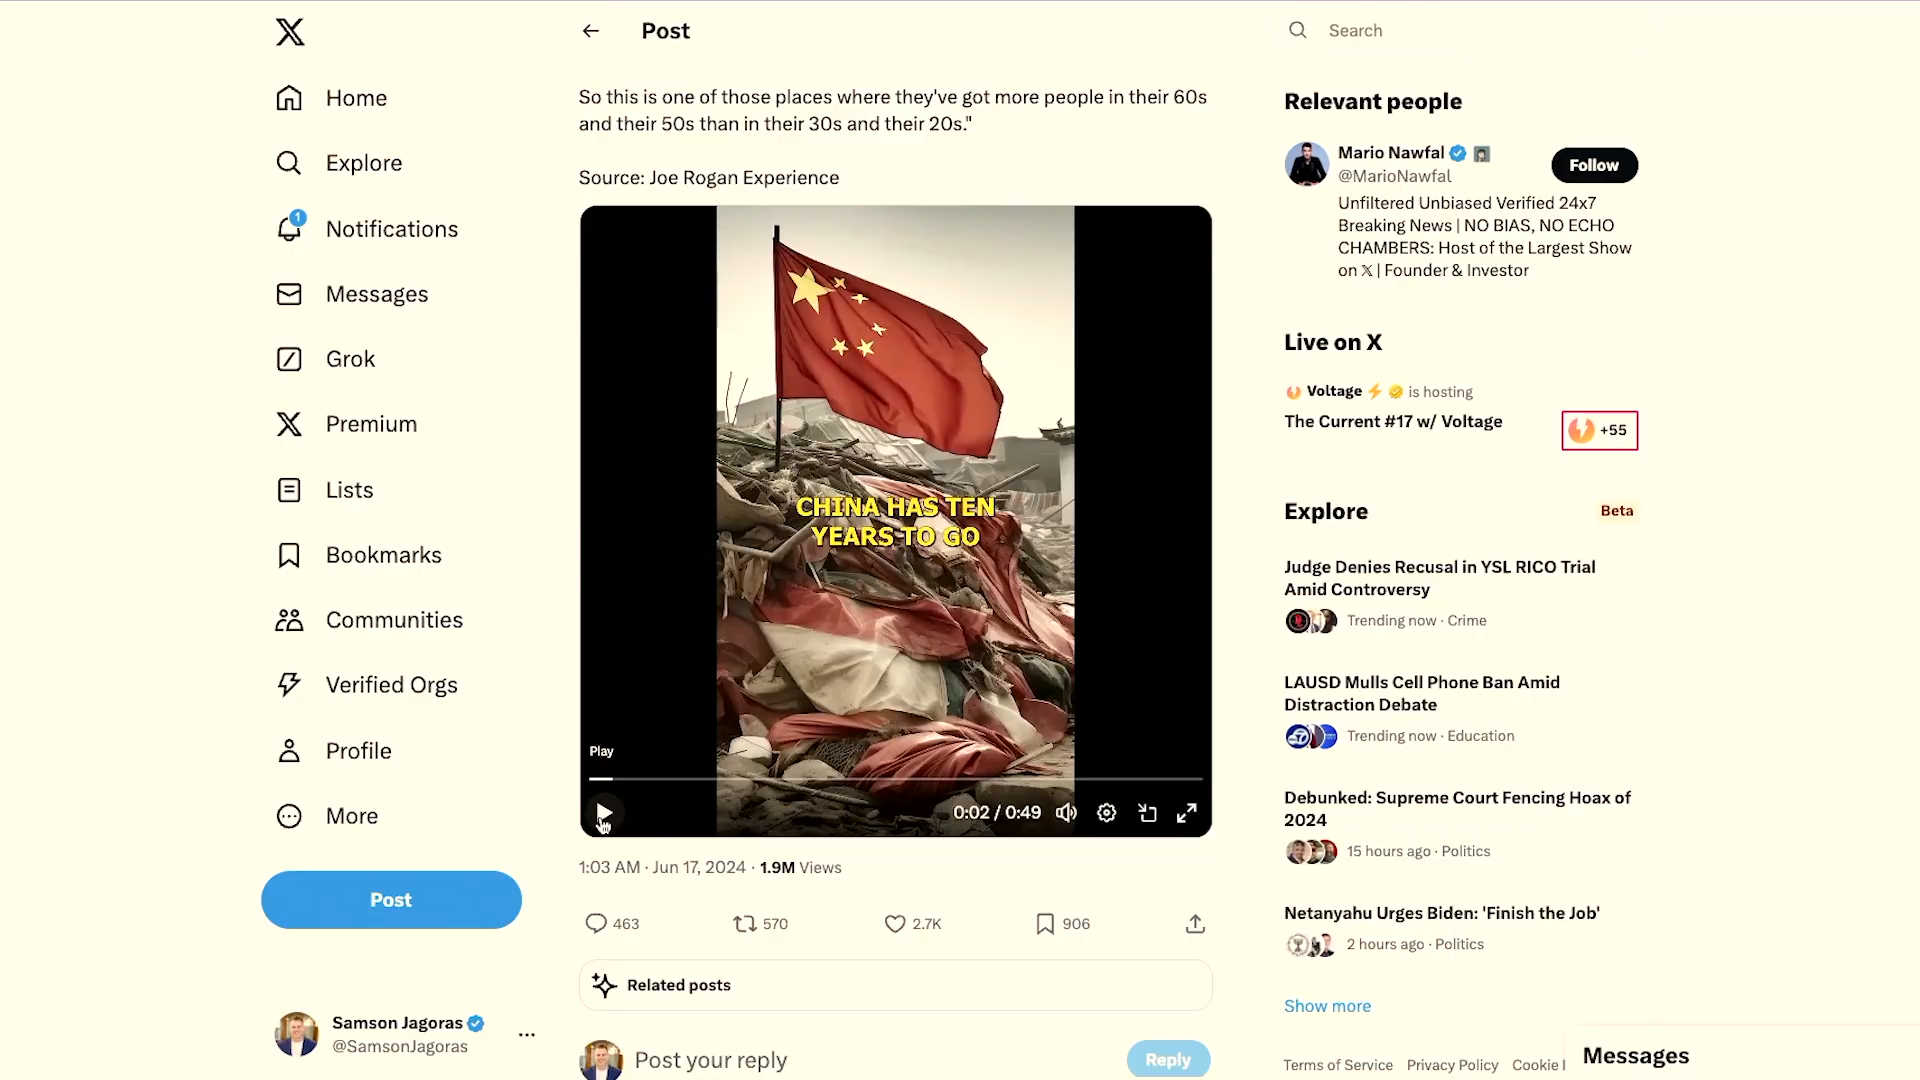 Post
Search
Home
Explore
Notifications
1
Messages
Grok
Premium
Lists
Bookmarks
Communities
Verified Orgs
Profile
More
Post
Samson Jagoras
@SamsonJagoras
So this is one of those places where they've got more people in their 60s
and their 50s than in their 30s and their 20s."
Source: Joe Rogan Experience
CHINA HAS TEN
YEARS TO GO
Play
0:02 / 0:49
1:03 AM · Jun 17, 2024 · 1.9M Views
463
570
2.7K
906
Related posts
Post your reply
Reply
Relevant people
Mario Nawfal
@MarioNawfal
Follow
Unfiltered Unbiased Verified 24x7
Breaking News | NO BIAS, NO ECHO
CHAMBERS: Host of the Largest Show
on 𝕏 | Founder & Investor
Live on X
Voltage ⚡ is hosting
The Current #17 w/ Voltage
+55
Explore
Beta
Judge Denies Recusal in YSL RICO Trial
Amid Controversy
Trending now · Crime
LAUSD Mulls Cell Phone Ban Amid
Distraction Debate
Trending now · Education
Debunked: Supreme Court Fencing Hoax of
2024
15 hours ago · Politics
Netanyahu Urges Biden: 'Finish the Job'
2 hours ago · Politics
Show more
Terms of Service Privacy Policy Cookie
Messages